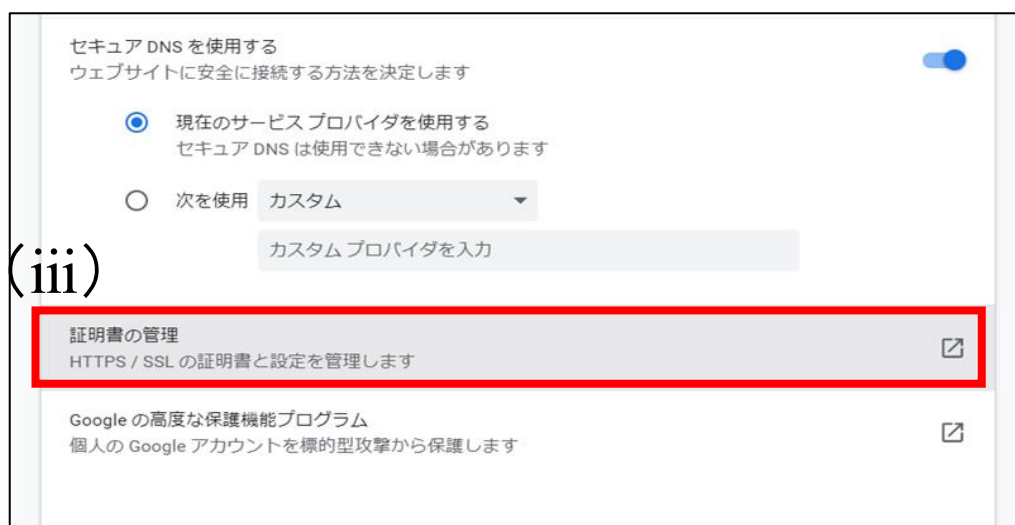 セキュア DNS を使用する
ウェブサイトに安全に接続する方法を決定します
現在のサービス プロバイダを使用する
セキュア DNS は使用できない場合があります
次を使用 カスタム
カスタム プロバイダを入力
(iii)
証明書の管理
HTTPS / SSL の証明書と設定を管理します
Google の高度な保護機能プログラム
個人の Google アカウントを標的型攻撃から保護します